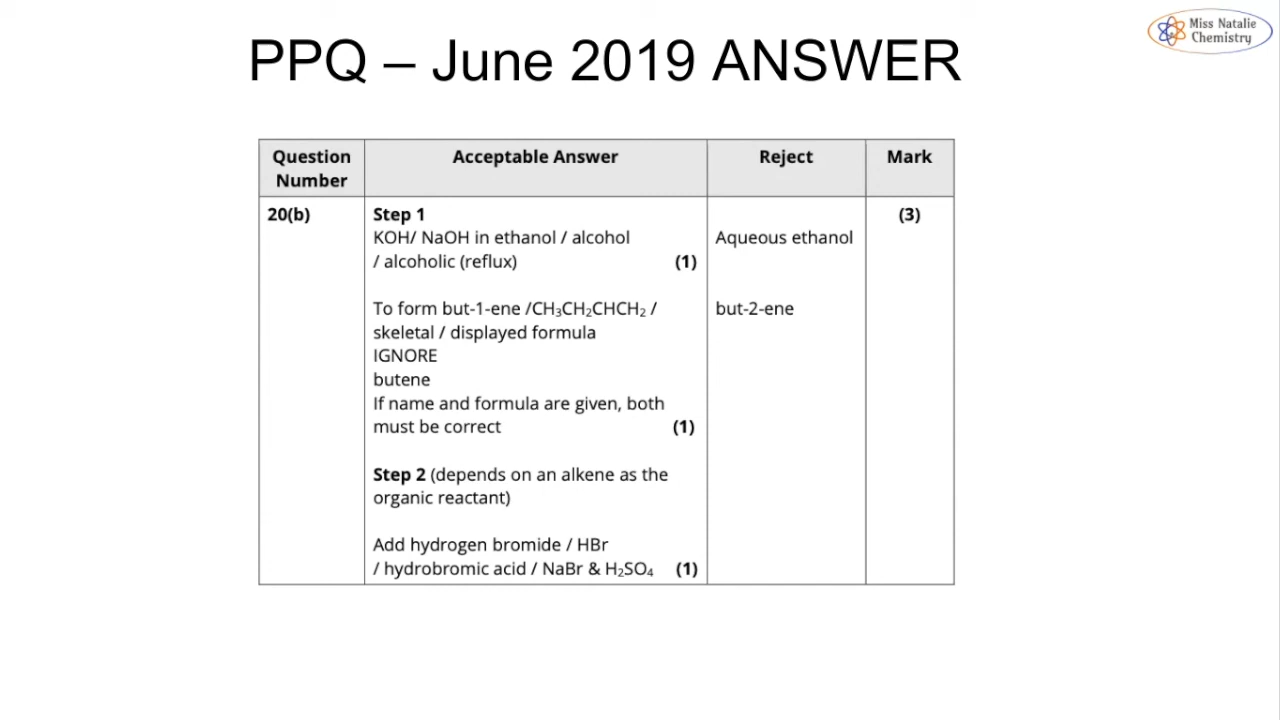 PPQ – June 2019 ANSWER
Miss Natalie
Chemistry
Question
Number
Acceptable Answer
Reject
Mark
20(b)
Step 1
(3)
KOH/ NaOH in ethanol / alcohol
Aqueous ethanol
/ alcoholic (reflux) (1)
To form but-1-ene /CH₃CH₂CHCH₂ /
but-2-ene
skeletal / displayed formula
IGNORE
butene
If name and formula are given, both
must be correct (1)
Step 2 (depends on an alkene as the
organic reactant)
Add hydrogen bromide / HBr
/ hydrobromic acid / NaBr & H₂SO₄ (1)